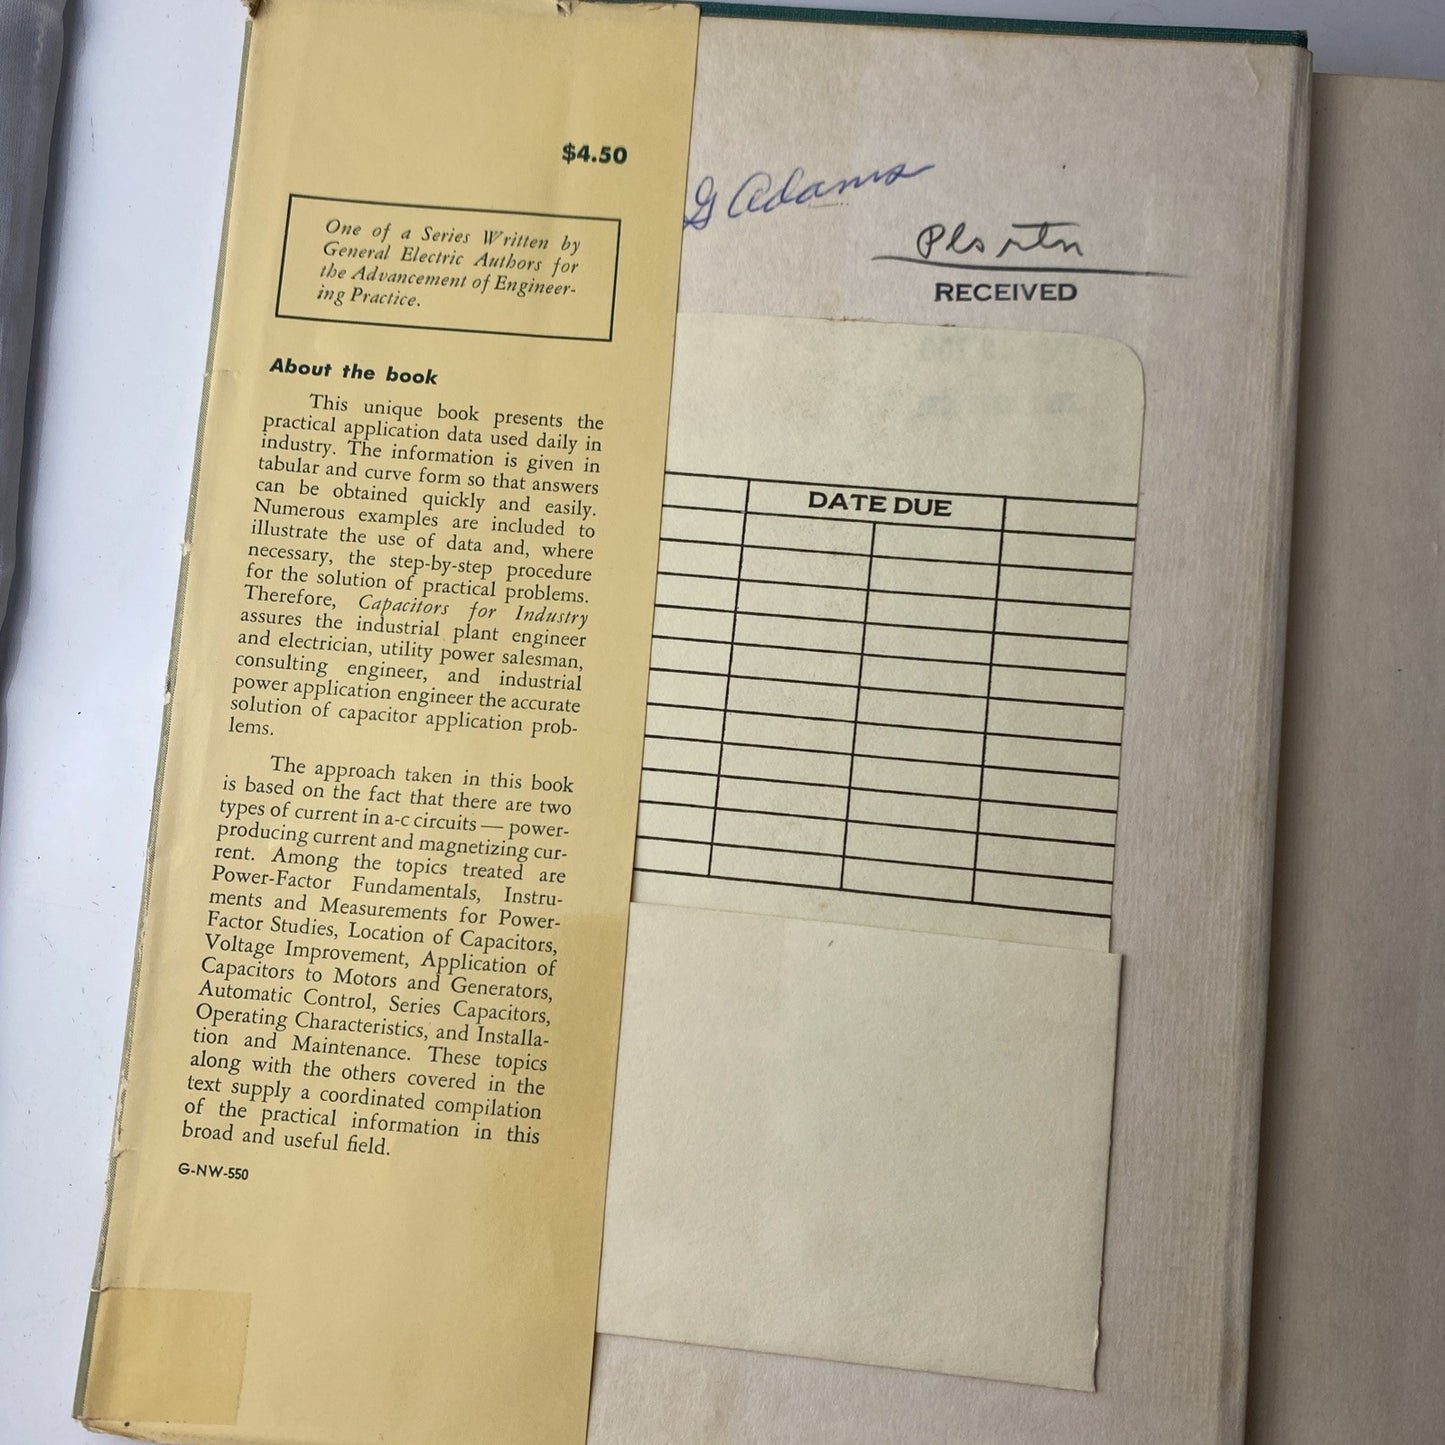 $4.50
One of a Series Written by
General Electric Authors for
the Advancement of Engineer-
ing Practice.
About the book
This unique book presents the
practical application data used daily in
industry. The information is given in
tabular and curve form so that answers
can be obtained quickly and easily.
Numerous examples are included to
illustrate the use of data and, where
necessary, the step-by-step procedure
for the solution of practical problems.
Therefore, Capacitors for Industry
assures the industrial plant engineer
and electrician, utility power salesman,
consulting engineer, and industrial
power application engineer the accurate
solution of capacitor application prob-
lems.
The approach taken in this book
is based on the fact that there are two
types of current in a-c circuits — power-
producing current and magnetizing cur-
rent. Among the topics treated are
Power-Factor Fundamentals, Instru-
ments and Measurements for Power-
Factor Studies, Location of Capacitors,
Voltage Improvement, Application of
Capacitors to Motors and Generators,
Automatic Control, Series Capacitors,
Operating Characteristics, and Installa-
tion and Maintenance. These topics
along with the others covered in the
text supply a coordinated compilation
of the practical information in this
broad and useful field.
G-NW-550
G Adams
RECEIVED
DATE DUE